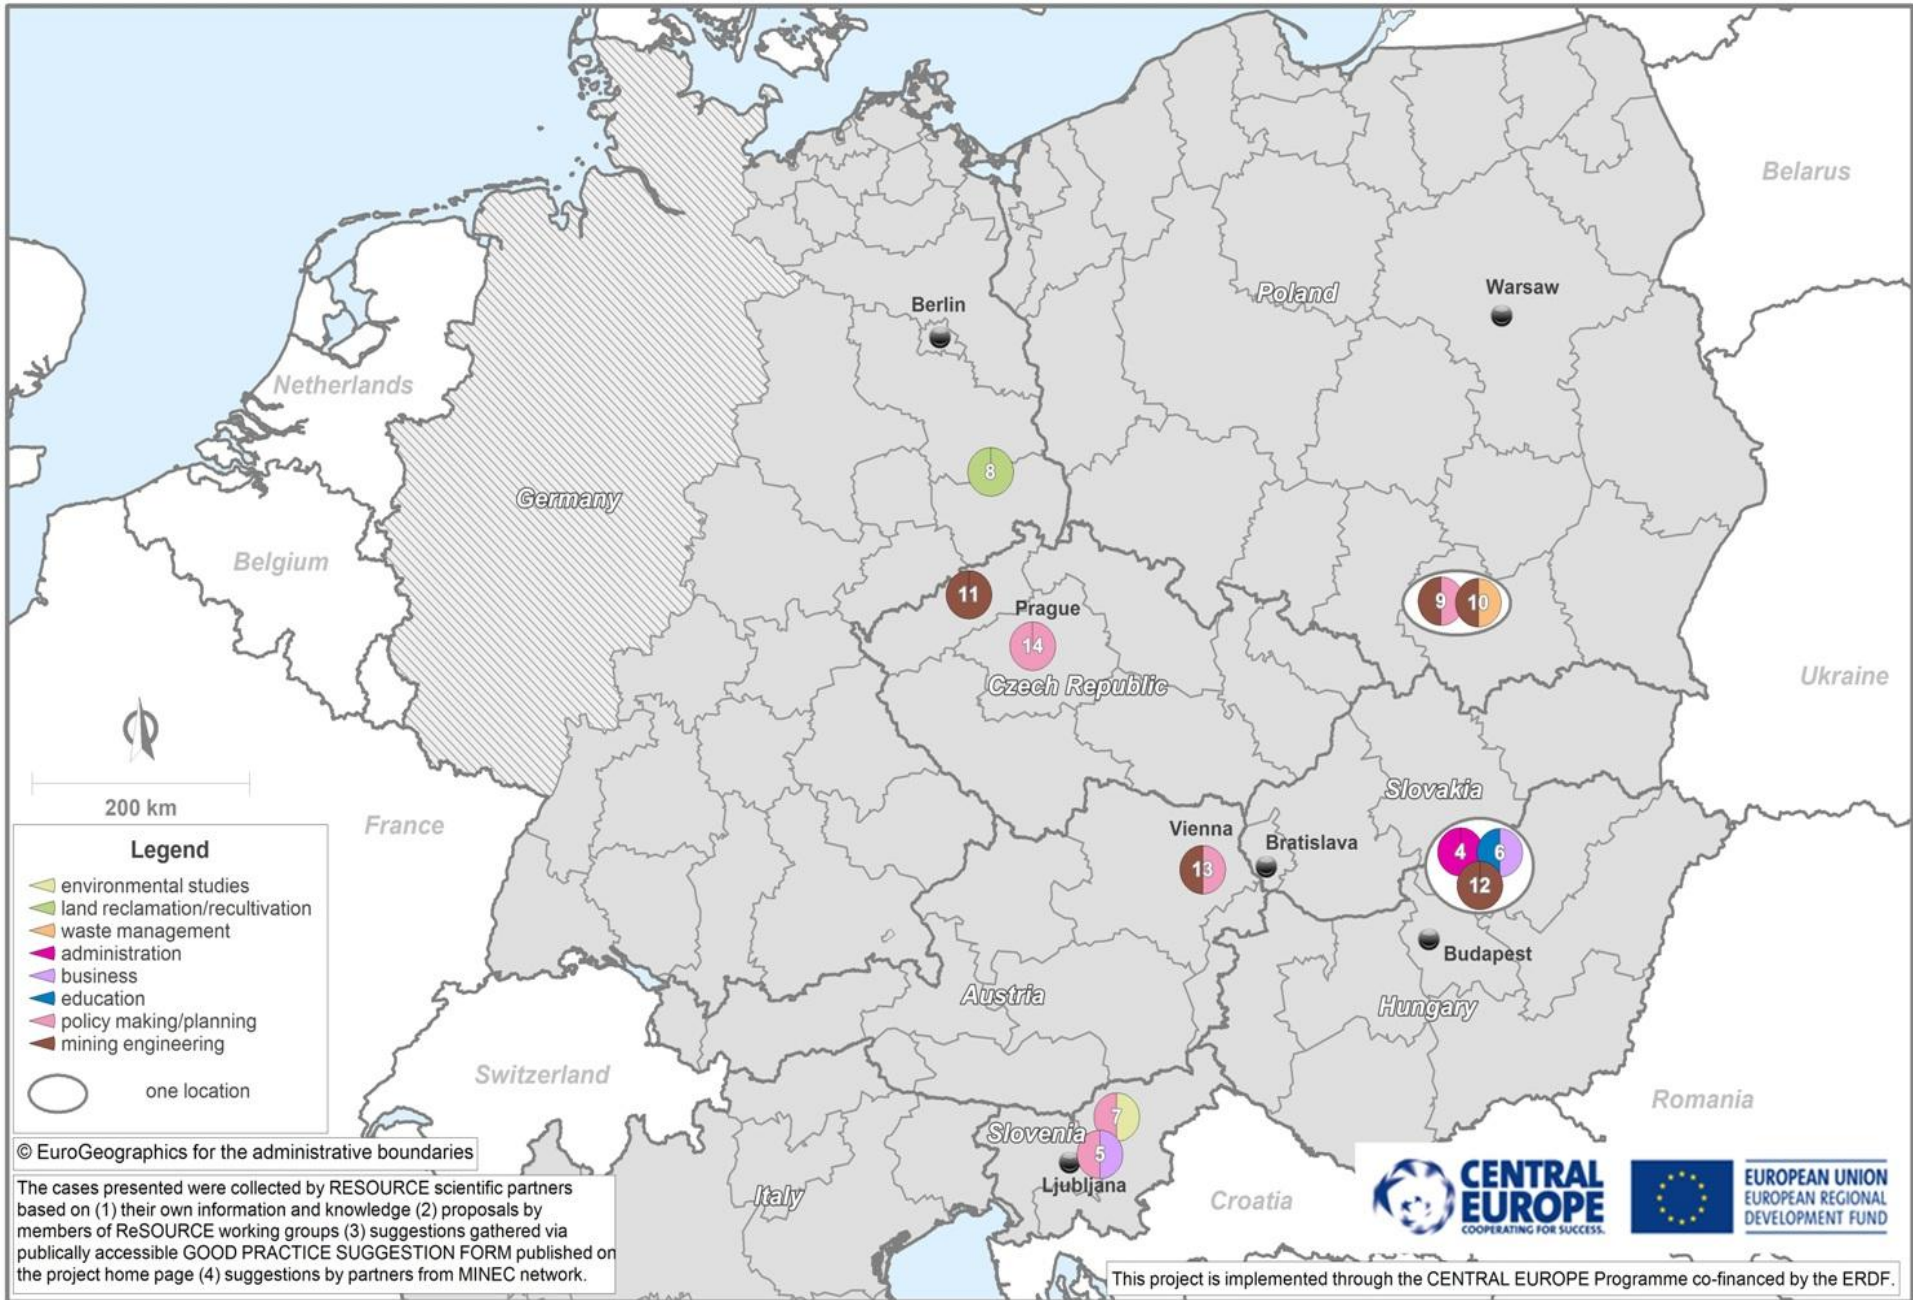 Belarus
Berlin
Poland
Warsaw
Netherlands
8
Germany
Belgium
11
Prague
9
10
14
Czech Republic
Ukraine
200 km
France
Slovakia
Vienna
Bratislava
13
4
6
12
Budapest
Austria
Hungary
Switzerland
Romania
7
Slovenia
5
Ljubljana
Italy
Croatia
Legend
environmental studies
land reclamation/recultivation
waste management
administration
business
education
policy making/planning
mining engineering
one location
© EuroGeographics for the administrative boundaries
The cases presented were collected by RESOURCE scientific partners
based on (1) their own information and knowledge (2) proposals by
members of ReSOURCE working groups (3) suggestions gathered via
publically accessible GOOD PRACTICE SUGGESTION FORM published on
the project home page (4) suggestions by partners from MINEC network.
CENTRAL
EUROPE
COOPERATING FOR SUCCESS.
EUROPEAN UNION
EUROPEAN REGIONAL
DEVELOPMENT FUND
This project is implemented through the CENTRAL EUROPE Programme co-financed by the ERDF.